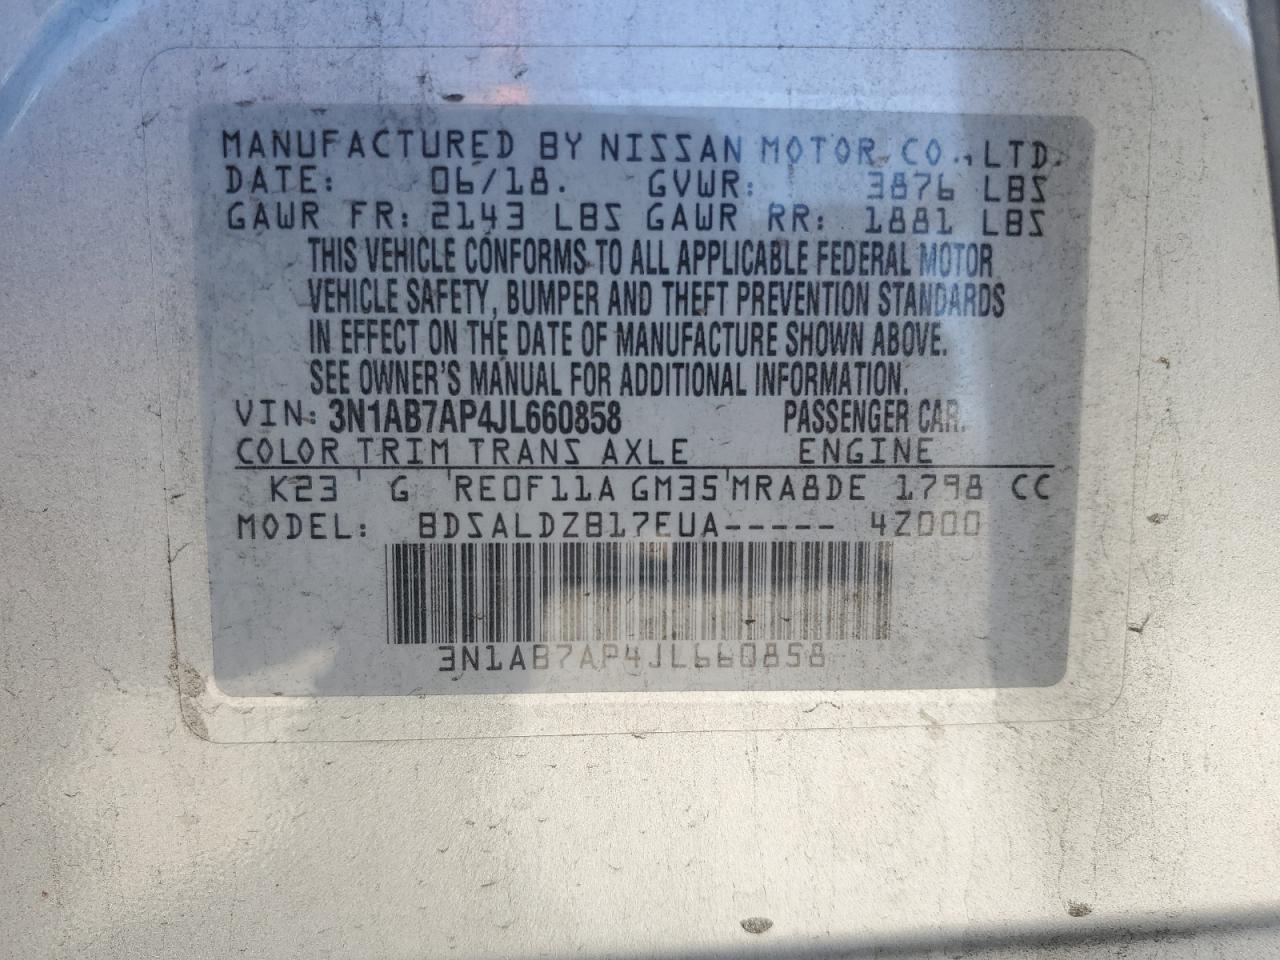 MANUFACTURED BY NISSAN MOTOR CO., LTD.
DATE: 06/18. GVWR: 3876 LBS
GAWR FR: 2143 LBS GAWR RR: 1881 LBS
THIS VEHICLE CONFORMS TO ALL APPLICABLE FEDERAL MOTOR
VEHICLE SAFETY, BUMPER AND THEFT PREVENTION STANDARDS
IN EFFECT ON THE DATE OF MANUFACTURE SHOWN ABOVE.
SEE OWNER'S MANUAL FOR ADDITIONAL INFORMATION.
VIN: 3N1AB7AP4JL660858 PASSENGER CAR.
COLOR TRIM TRANS AXLE ENGINE
K23 G RE0F11A GM35 MRA8DE 1798 CC
MODEL: BDSALDZB17EUA----- 4Z000
3N1AB7AP4JL660858